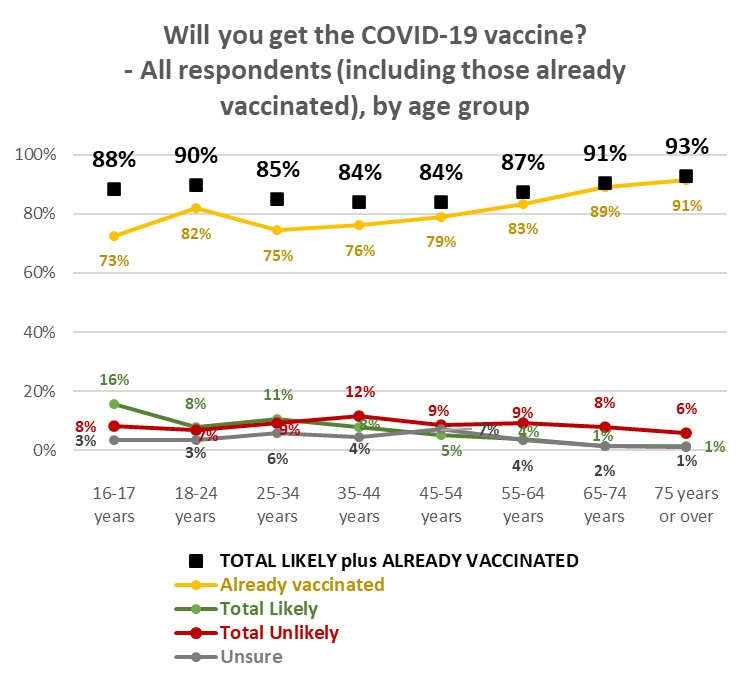 Will you get the COVID-19 vaccine?
- All respondents (including those already
vaccinated), by age group
100%
80%
60%
40%
20%
0%
88% 90% 85% 84% 84% 87% 91% 93%
73% 82% 75% 76% 79% 83% 89% 91%
16% 8% 11% 8% 5% 4% 1% 1%
8% 7% 9% 12% 9% 9% 8% 6%
3% 3% 6% 4% 7% 4% 2% 1%
16-17 18-24 25-34 35-44 45-54 55-64 65-74 75 years
years years years years years years years or over
TOTAL LIKELY plus ALREADY VACCINATED
Already vaccinated
Total Likely
Total Unlikely
Unsure